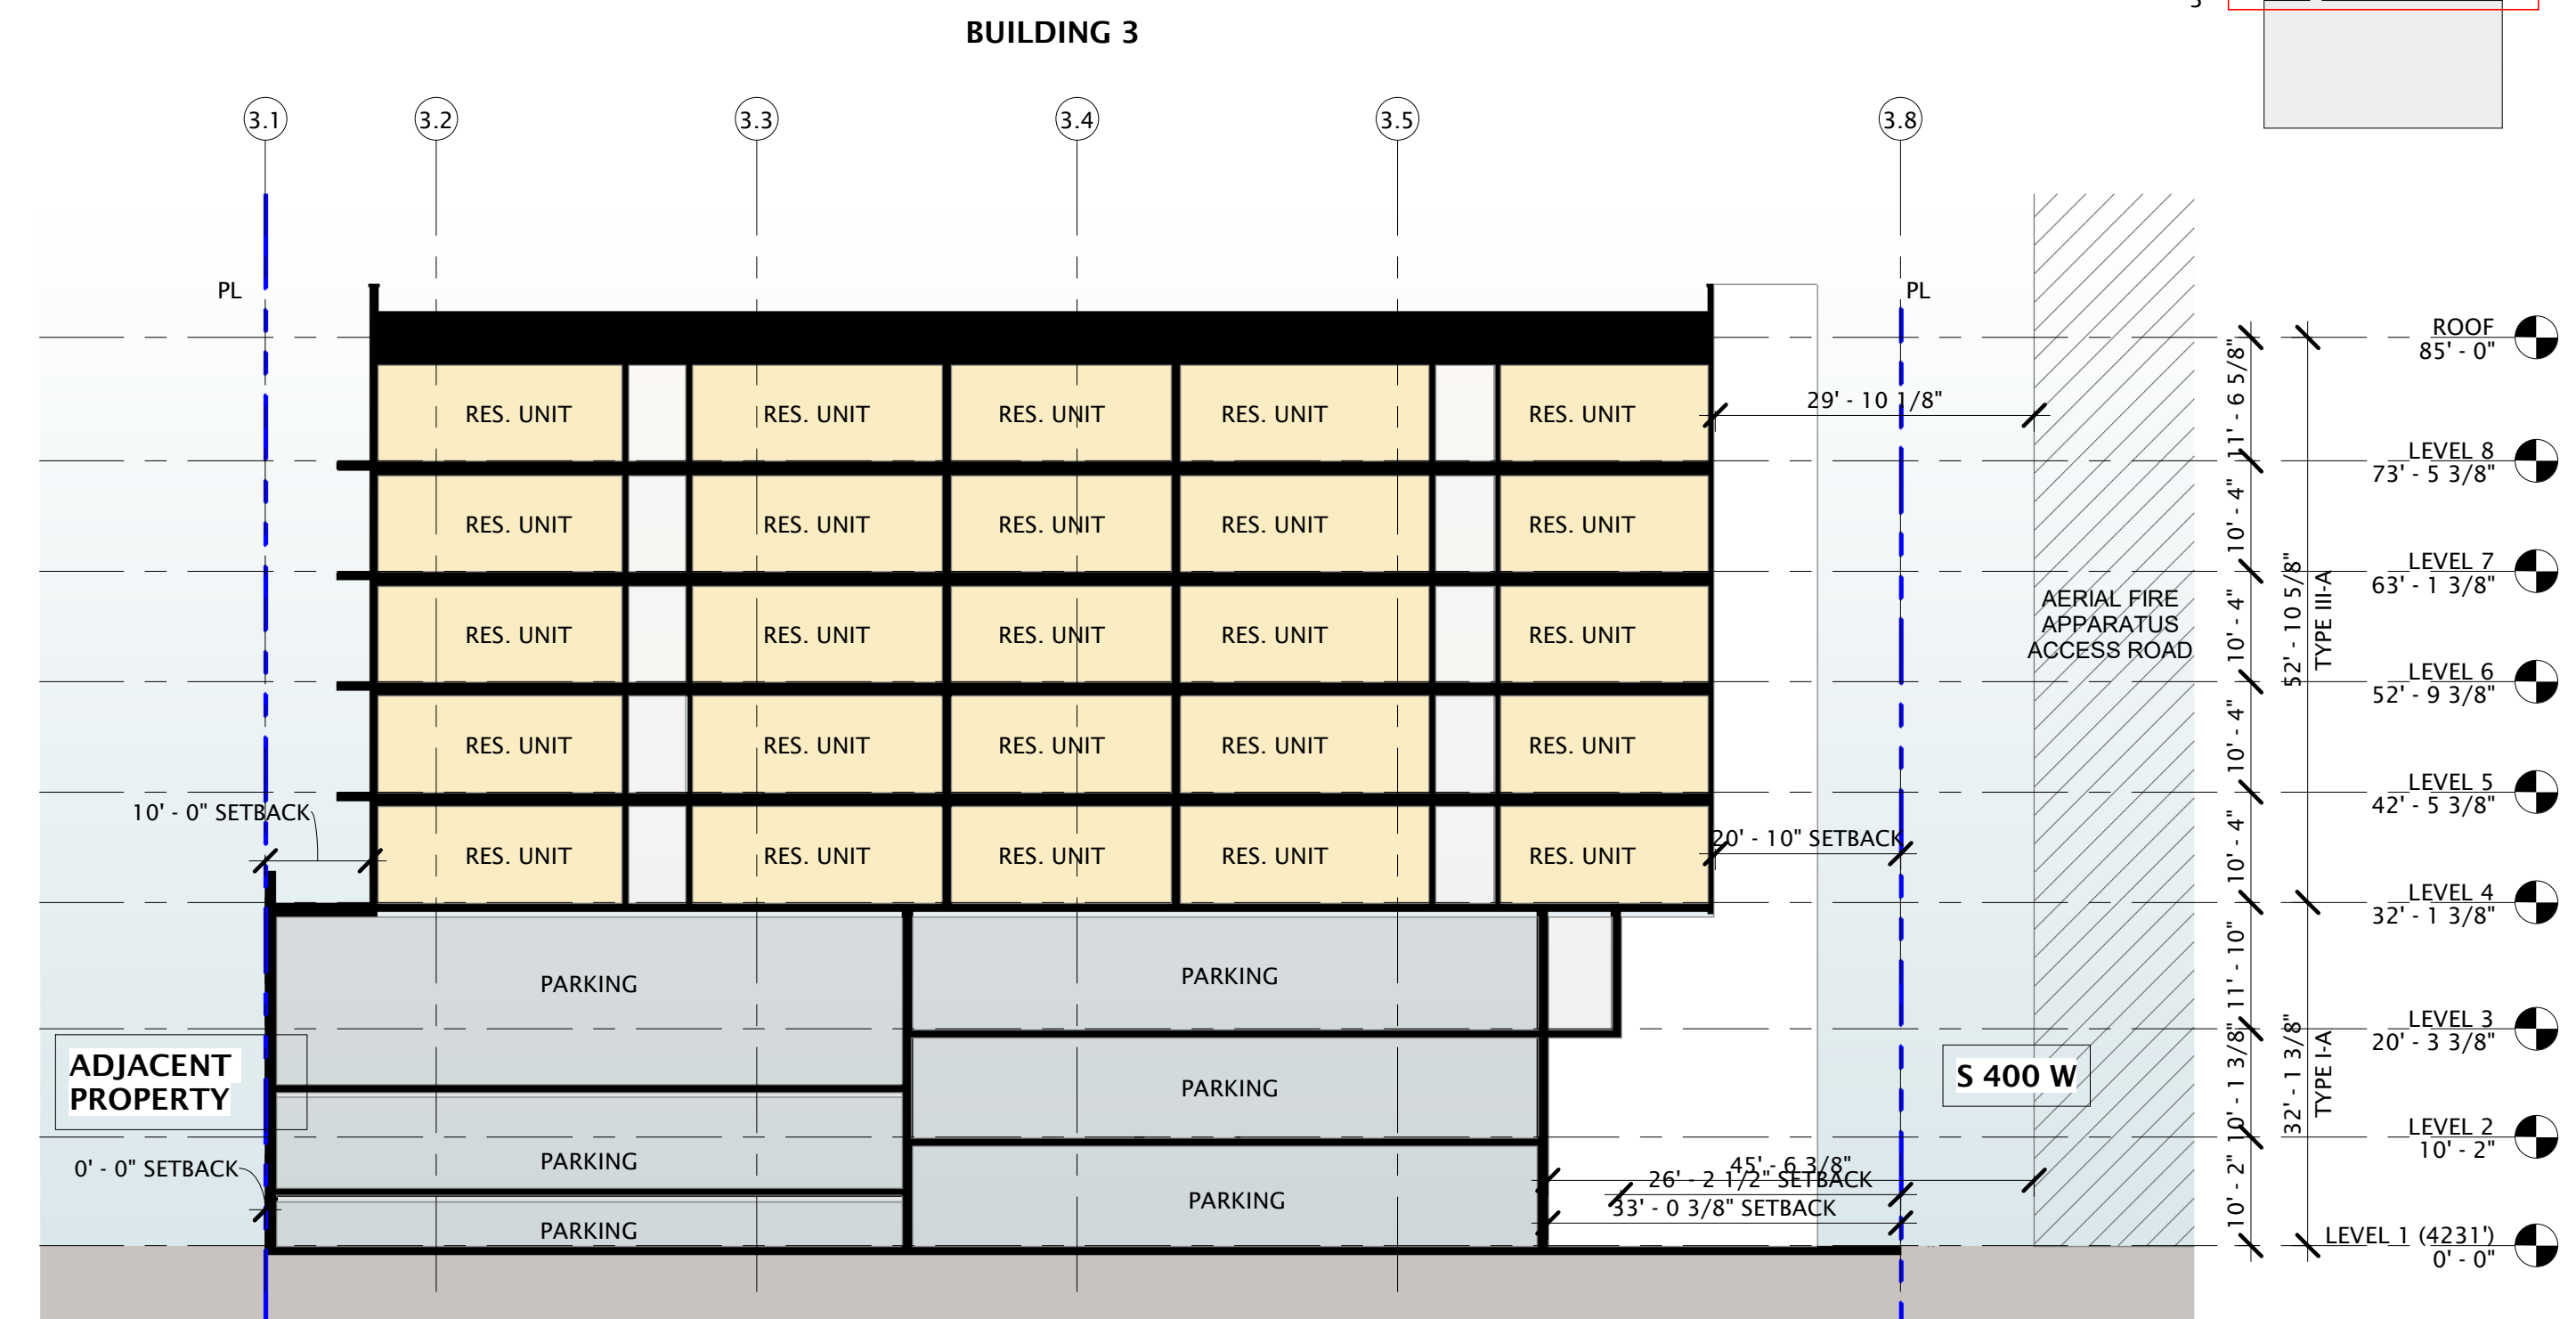 BUILDING 3
3.1
3.2
3.3
3.4
3.5
3.8
PL
PL
ROOF
85' - 0"
11' - 6 5/8"
29' - 10 1/8"
RES. UNIT RES. UNIT RES. UNIT RES. UNIT RES. UNIT
LEVEL 8
73' - 5 3/8"
10' - 4"
RES. UNIT RES. UNIT RES. UNIT RES. UNIT RES. UNIT
LEVEL 7
63' - 1 3/8"
AERIAL FIRE
APPARATUS
ACCESS ROAD
10' - 4"
52' - 10 5/8"
TYPE III-A
RES. UNIT RES. UNIT RES. UNIT RES. UNIT RES. UNIT
LEVEL 6
52' - 9 3/8"
10' - 4"
RES. UNIT RES. UNIT RES. UNIT RES. UNIT RES. UNIT
LEVEL 5
42' - 5 3/8"
10' - 0" SETBACK
20' - 10" SETBACK
10' - 4"
RES. UNIT RES. UNIT RES. UNIT RES. UNIT RES. UNIT
LEVEL 4
32' - 1 3/8"
11' - 10"
PARKING
PARKING
LEVEL 3
20' - 3 3/8"
ADJACENT
PROPERTY
PARKING
S 400 W
10' - 1 3/8"
32' - 1 3/8"
TYPE I-A
LEVEL 2
10' - 2"
0' - 0" SETBACK
PARKING
45' - 6 3/8"
26' - 2 1/2" SETBACK
33' - 0 3/8" SETBACK
PARKING
10' - 2"
PARKING
LEVEL 1 (4231')
0' - 0"